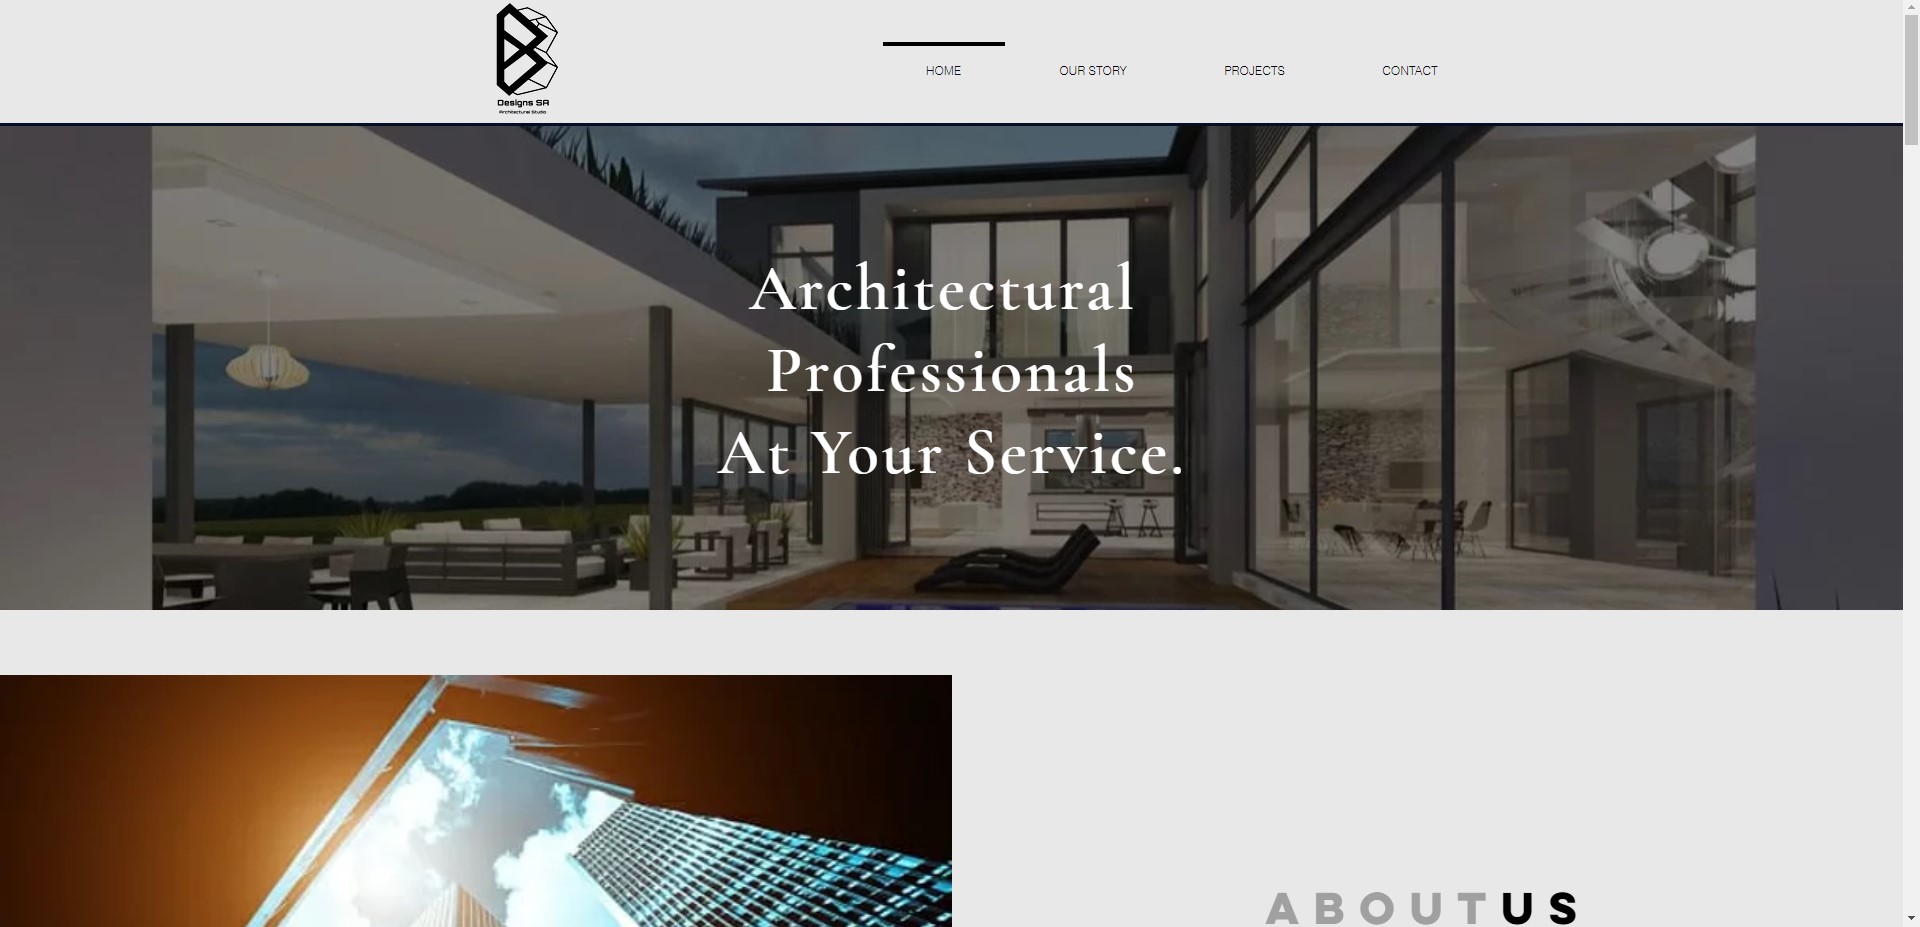 Designs SA
Architectural Studio
HOME
OUR STORY
PROJECTS
CONTACT
Architectural
Professionals
At Your Service.
ABOUT US